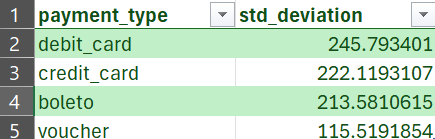 1 payment_type std_deviation
2 debit_card 245.793401
3 credit_card 222.1193107
4 boleto 213.5810615
5 voucher 115.5191854